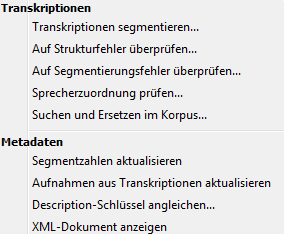 Transkriptionen
Transkriptionen segmentieren...
Auf Strukturfehler überprüfen...
Auf Segmentierungsfehler überprüfen...
Sprecherzuordnung prüfen...
Suchen und Ersetzen im Korpus...
Metadaten
Segmentzahlen aktualisieren
Aufnahmen aus Transkriptionen aktualisieren
Description-Schlüssel angleichen...
XML-Dokument anzeigen